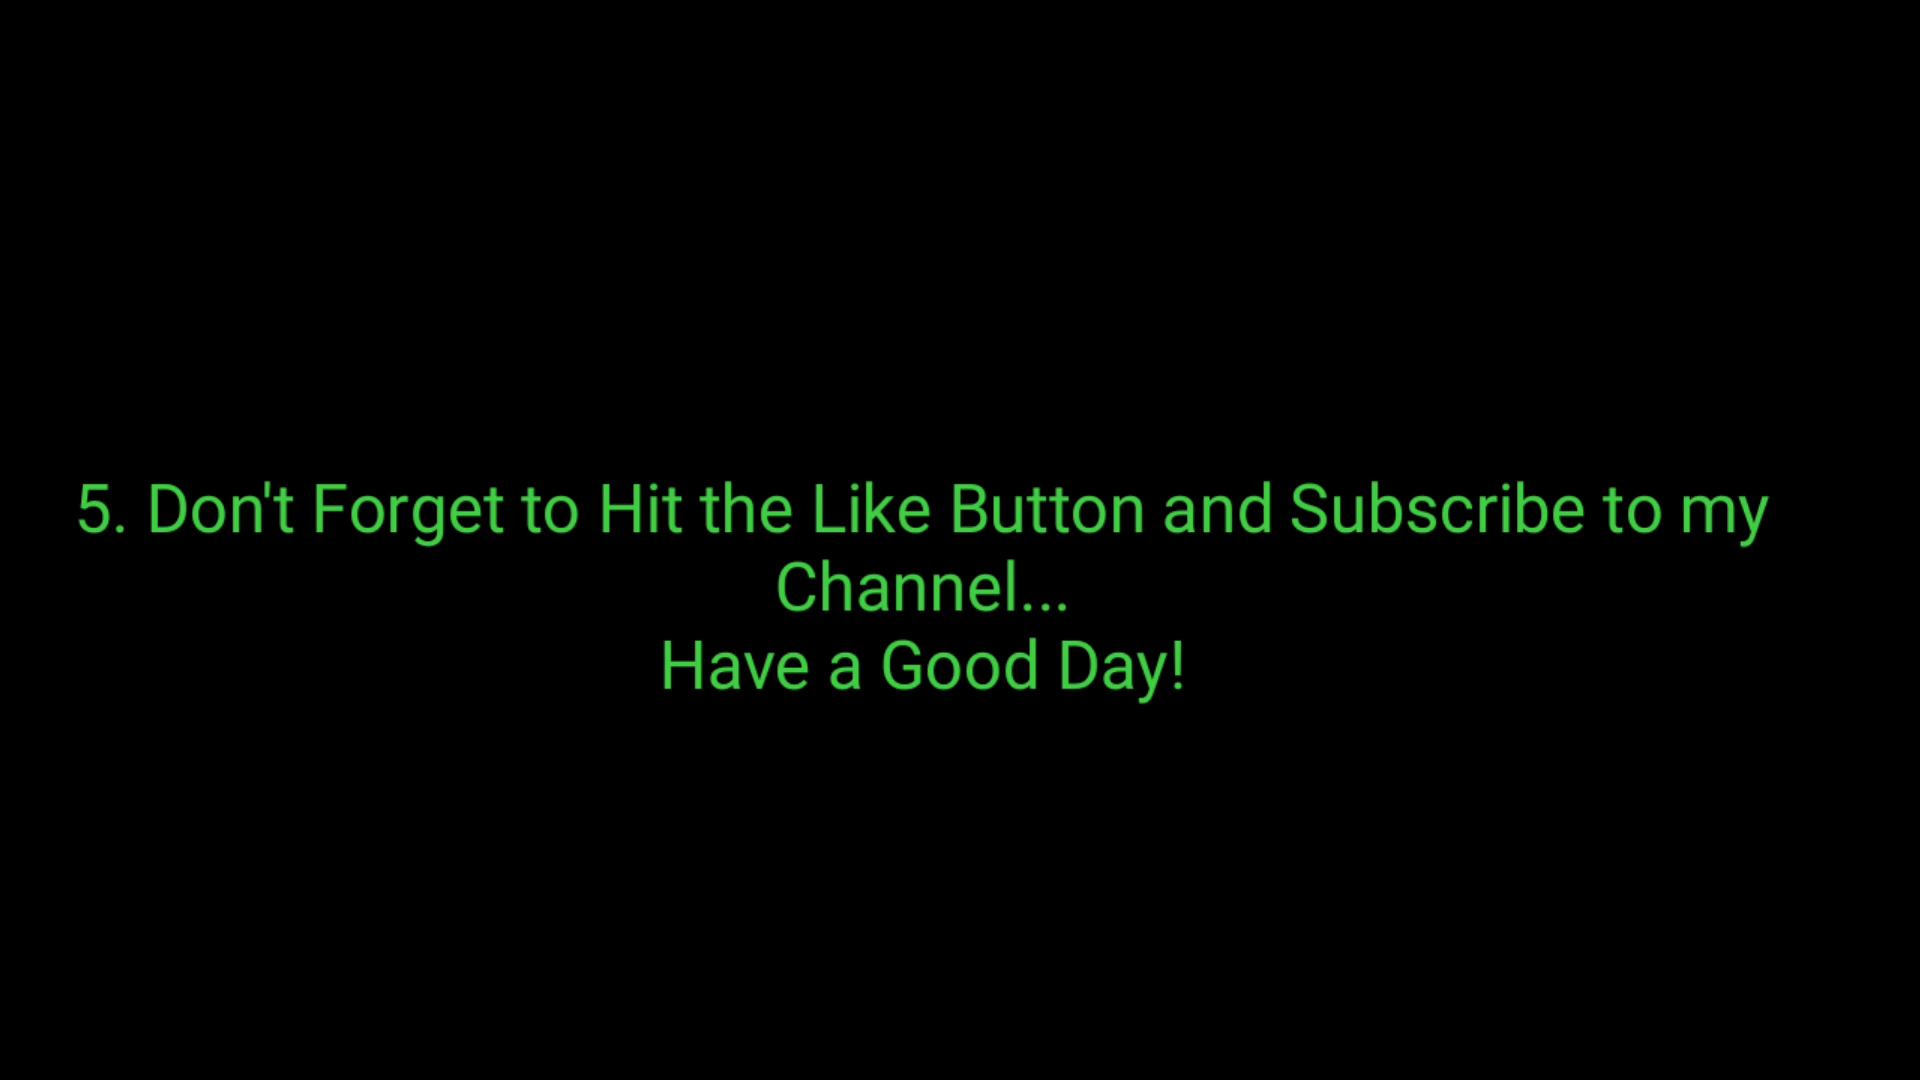 5. Don't Forget to Hit the Like Button and Subscribe to my
Channel...
Have a Good Day!